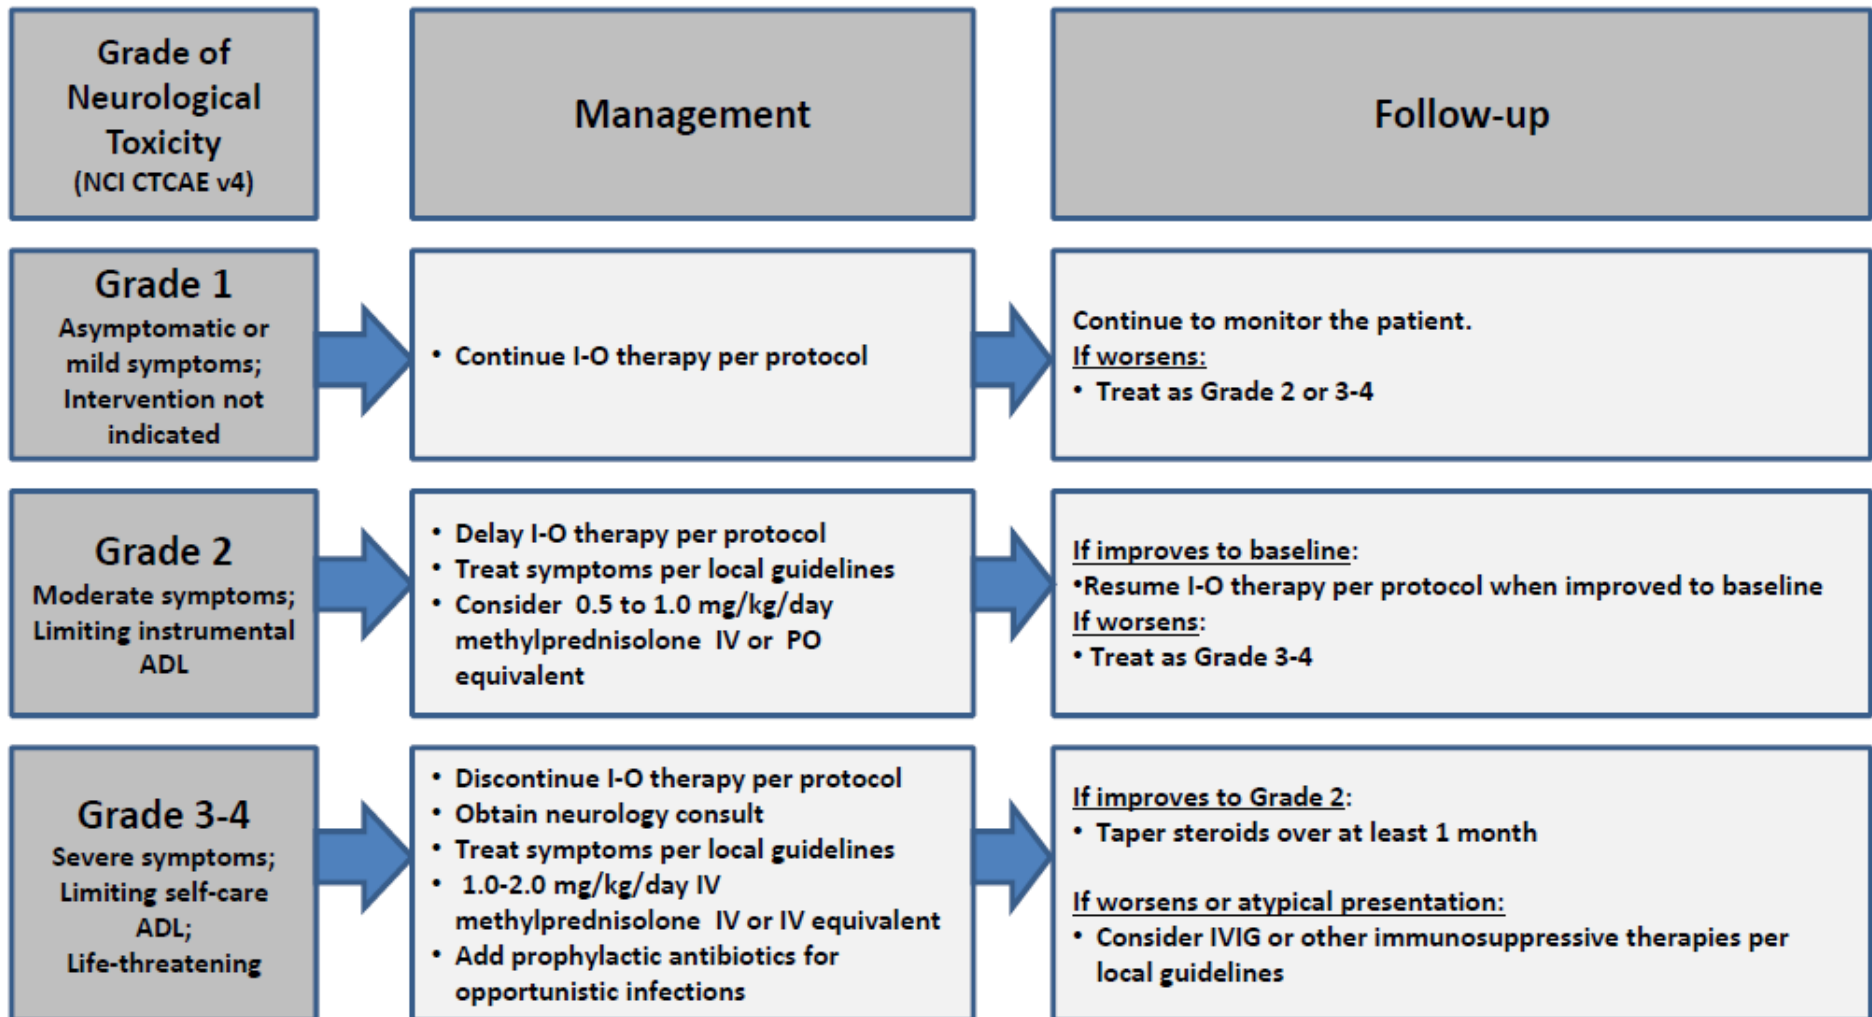 Grade of
Neurological
Toxicity
(NCI CTCAE v4)
Management
Follow-up
Grade 1
Asymptomatic or
mild symptoms;
Intervention not
indicated
• Continue I-O therapy per protocol
Continue to monitor the patient.
If worsens:
• Treat as Grade 2 or 3-4
Grade 2
Moderate symptoms;
Limiting instrumental
ADL
• Delay I-O therapy per protocol
• Treat symptoms per local guidelines
• Consider 0.5 to 1.0 mg/kg/day
methylprednisolone IV or PO
equivalent
If improves to baseline:
•Resume I-O therapy per protocol when improved to baseline
If worsens:
• Treat as Grade 3-4
Grade 3-4
Severe symptoms;
Limiting self-care
ADL;
Life-threatening
• Discontinue I-O therapy per protocol
• Obtain neurology consult
• Treat symptoms per local guidelines
• 1.0-2.0 mg/kg/day IV
methylprednisolone IV or IV equivalent
• Add prophylactic antibiotics for
opportunistic infections
If improves to Grade 2:
• Taper steroids over at least 1 month
If worsens or atypical presentation:
• Consider IVIG or other immunosuppressive therapies per
local guidelines